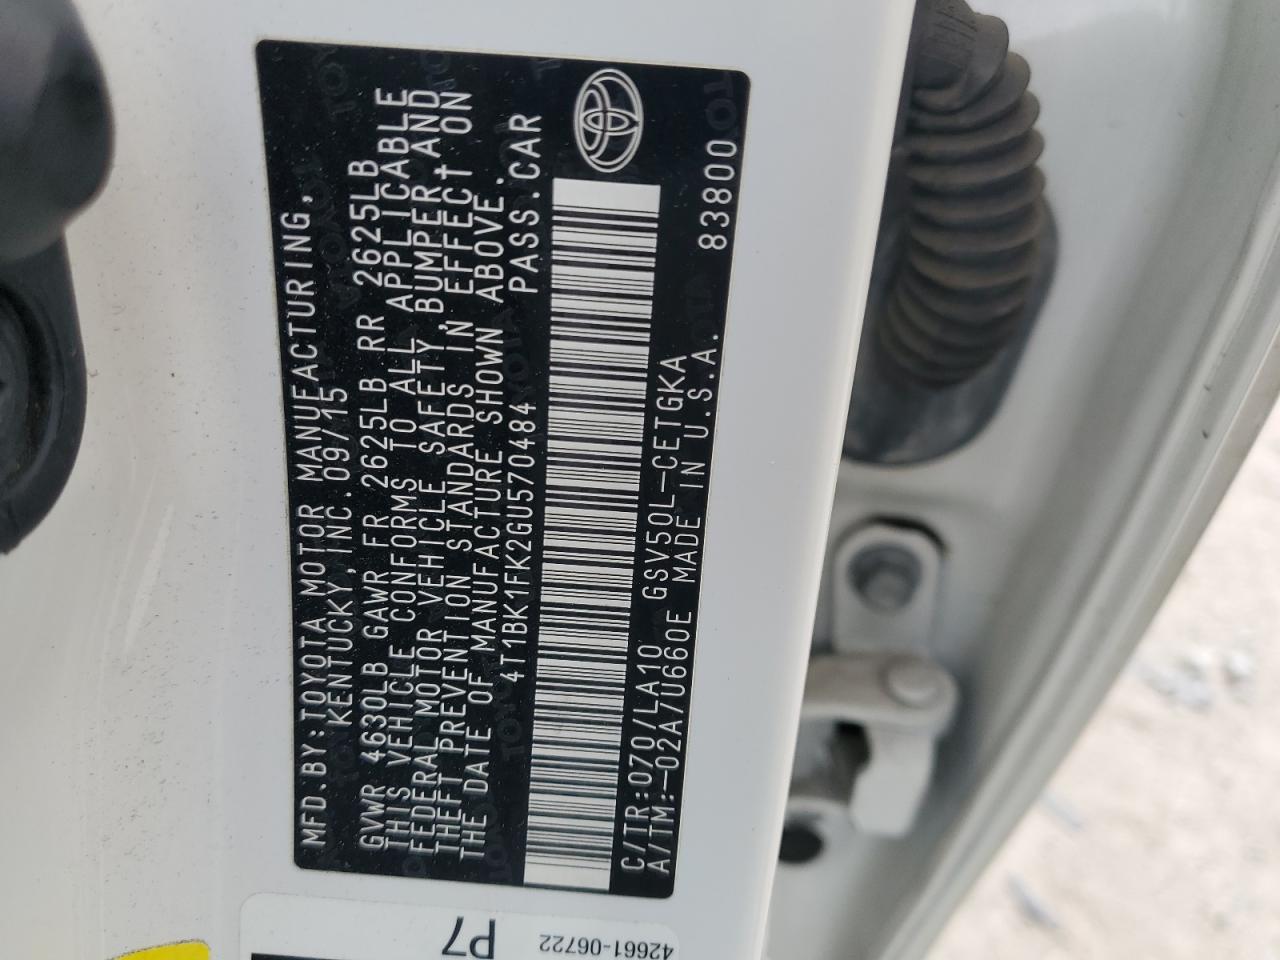 MFD.BY:TOYOTA MOTOR MANUFACTURING,
KENTUCKY,INC.09/15
GVWR 4630LB GAWR FR 2625LB RR 2625LB
THIS VEHICLE CONFORMS TO ALL APPLICABLE
FEDERAL MOTOR VEHICLE SAFETY,BUMPER,AND
THEFT PREVENTION STANDARDS IN EFFECT ON
THE DATE OF MANUFACTURE SHOWN ABOVE.
4T1BK1FK2GU570484 PASS.CAR
C/TR:070/LA10 GSV50L-CETGKA
A/TM:-02A/U660E MADE IN U.S.A. 83800
P7
42661-06722